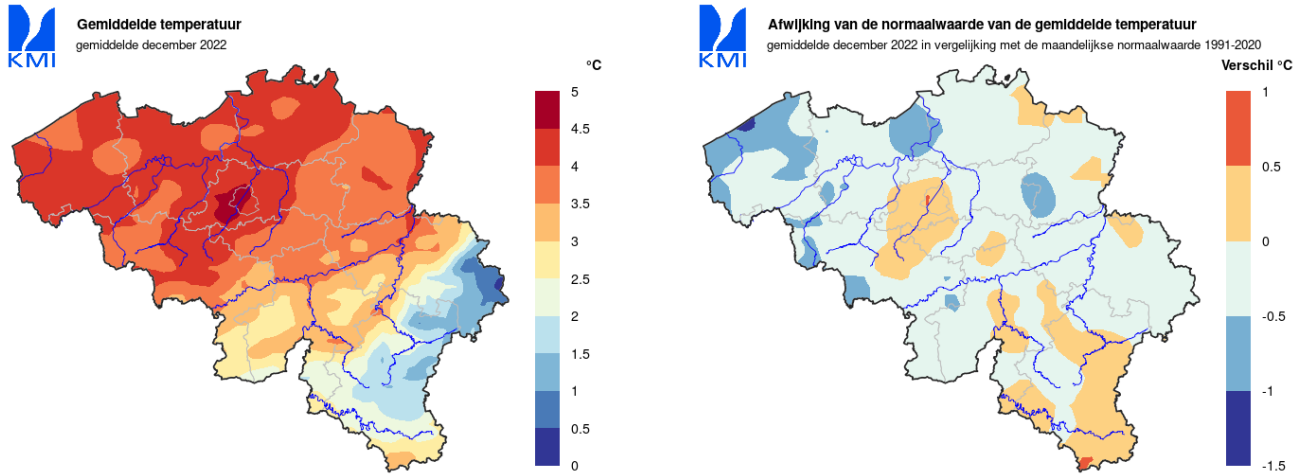 KMI
Gemiddelde temperatuur
gemiddelde december 2022
°C
5
4.5
4
3.5
3
2.5
2
1.5
1
0.5
0
KMI
Afwijking van de normaalwaarde van de gemiddelde temperatuur
gemiddelde december 2022 in vergelijking met de maandelijkse normaalwaarde 1991-2020
Verschil °C
1
0.5
0
-0.5
-1
-1.5